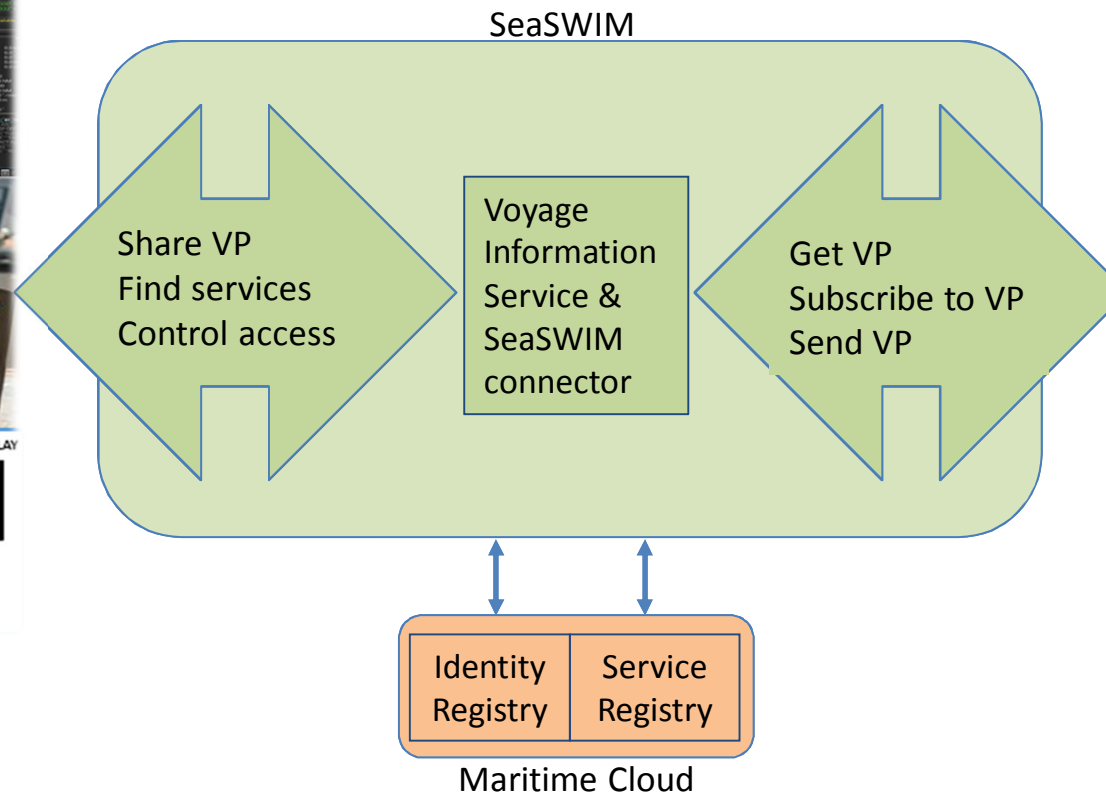 SeaSWIM
Share VP
Find services
Control access
Voyage
Information
Service &
SeaSWIM
connector
Get VP
Subscribe to VP
Send VP
LAY
Identity
Registry
Service
Registry
Maritime Cloud